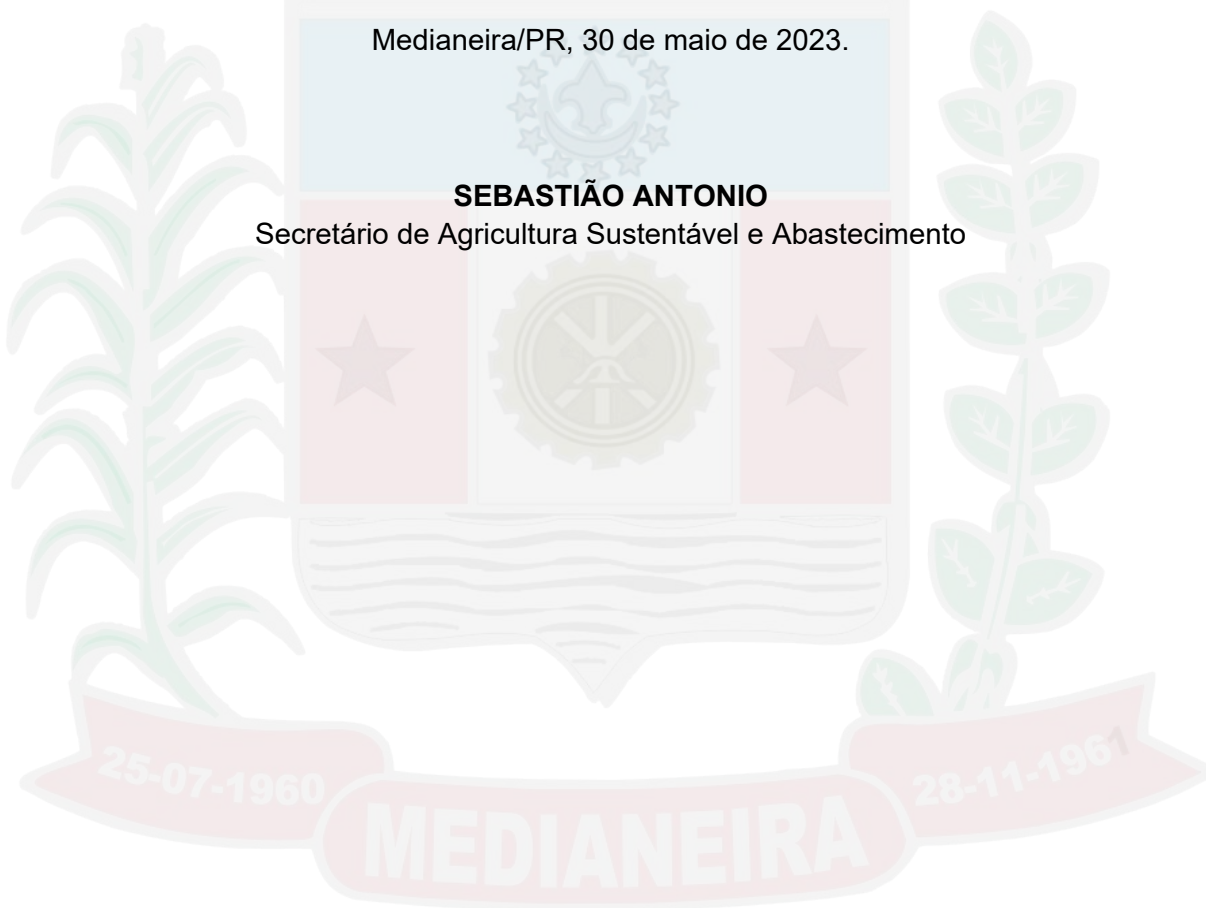 Medianeira/PR, 30 de maio de 2023.
SEBASTIÃO ANTONIO
Secretário de Agricultura Sustentável e Abastecimento
25-07-1960
MEDIANEIRA
28-11-1961